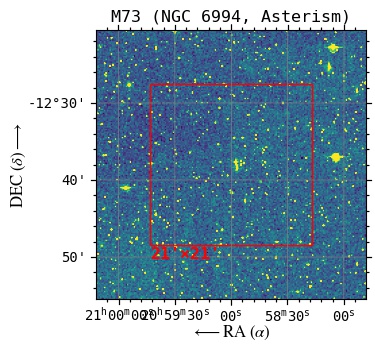 M73 (NGC 6994, Asterism)
-12°30'
40'
50'
DEC (δ)⟶
21'×21'
21ʰ00ᵐ00ˢ 20ʰ59ᵐ30ˢ 00ˢ 58ᵐ30ˢ 00ˢ
⟵RA (α)